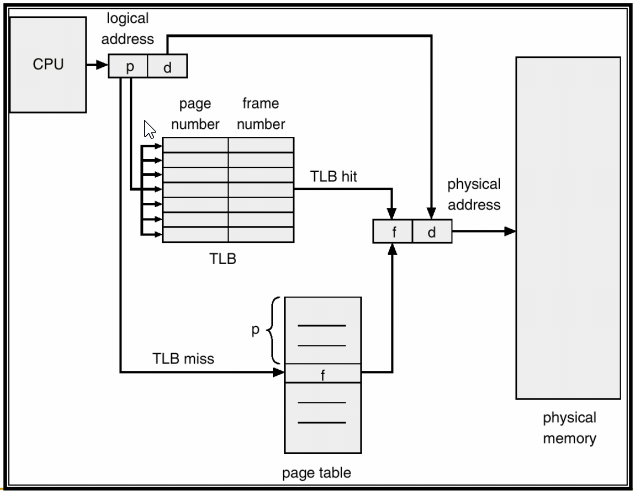 logical
address
CPU
p d
page
number
frame
number
TLB hit
physical
address
f d
TLB
p
TLB miss
f
physical
memory
page table